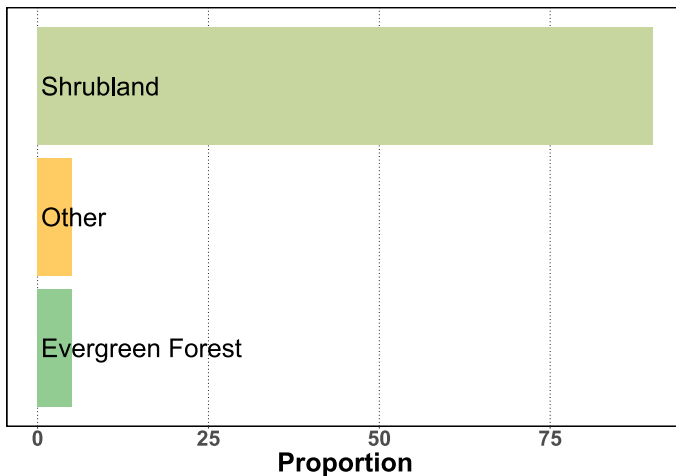 Shrubland
Other
Evergreen Forest
0 25 50 75
Proportion